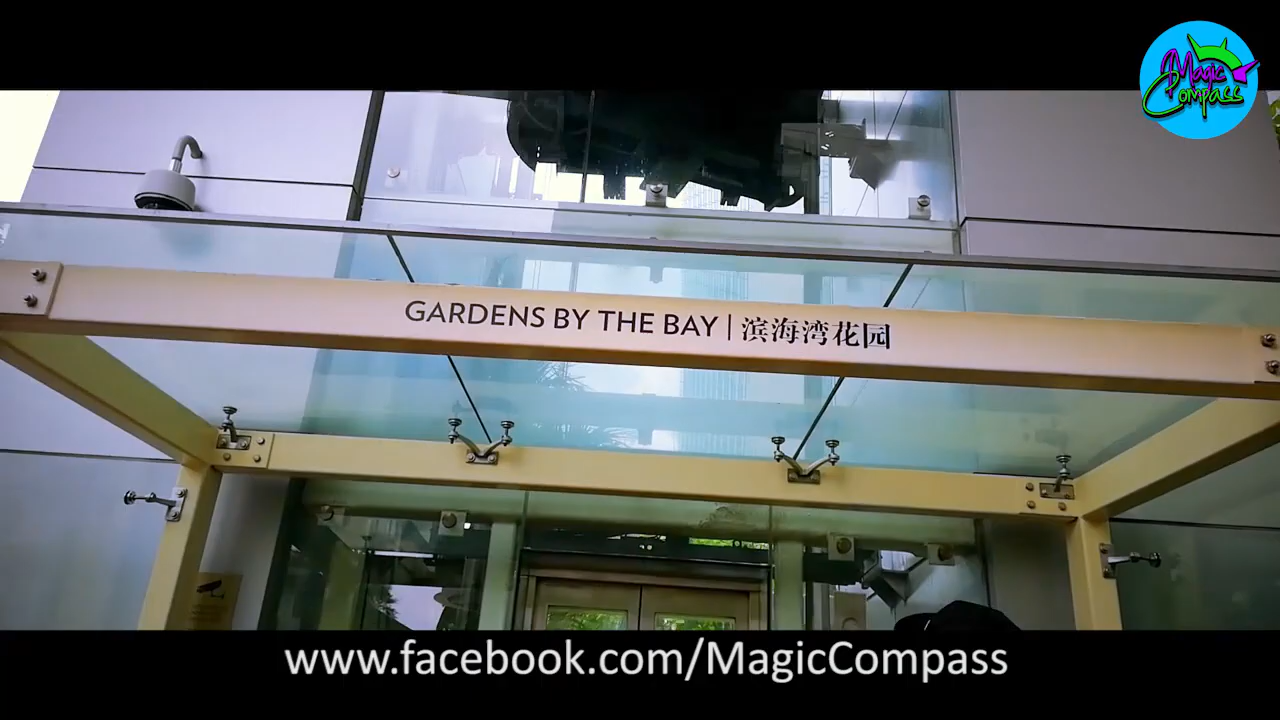 Magic
Compass
GARDENS BY THE BAY | 滨海湾花园
www.facebook.com/MagicCompass